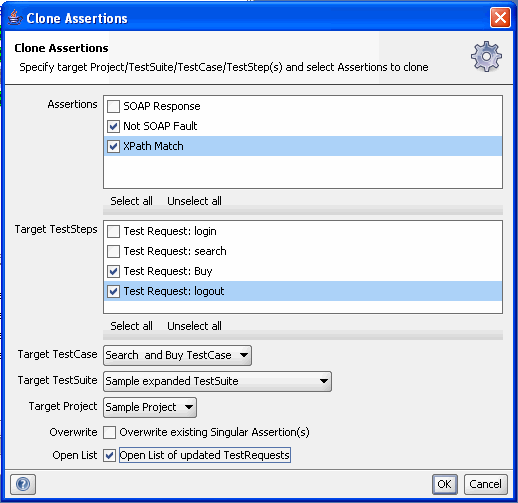 Clone Assertions
Clone Assertions
Specify target Project/TestSuite/TestCase/TestStep(s) and select Assertions to clone
Assertions
SOAP Response
Not SOAP Fault
XPath Match
Select all Unselect all
Target TestSteps
Test Request: login
Test Request: search
Test Request: Buy
Test Request: logout
Select all Unselect all
Target TestCase Search and Buy TestCase
Target TestSuite Sample expanded TestSuite
Target Project Sample Project
Overwrite Overwrite existing Singular Assertion(s)
Open List Open List of updated TestRequests
? OK Cancel